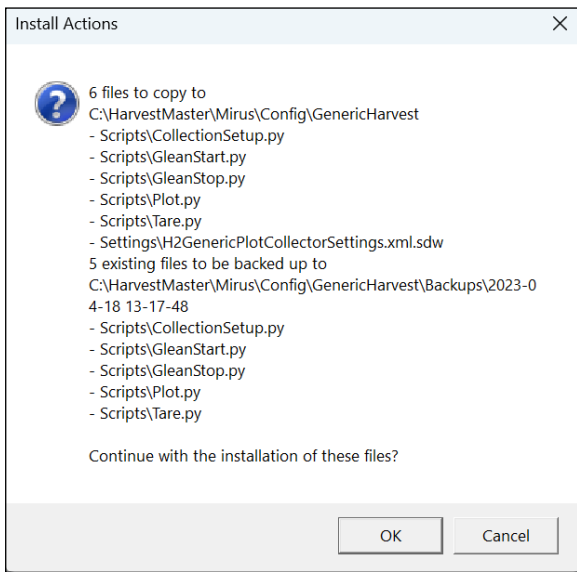 Install Actions
6 files to copy to
C:\HarvestMaster\Mirus\Config\GenericHarvest
- Scripts\CollectionSetup.py
- Scripts\GleanStart.py
- Scripts\GleanStop.py
- Scripts\Plot.py
- Scripts\Tare.py
- Settings\H2GenericPlotCollectorSettings.xml.sdw
5 existing files to be backed up to
C:\HarvestMaster\Mirus\Config\GenericHarvest\Backups\2023-0
4-18 13-17-48
- Scripts\CollectionSetup.py
- Scripts\GleanStart.py
- Scripts\GleanStop.py
- Scripts\Plot.py
- Scripts\Tare.py
Continue with the installation of these files?
OK Cancel